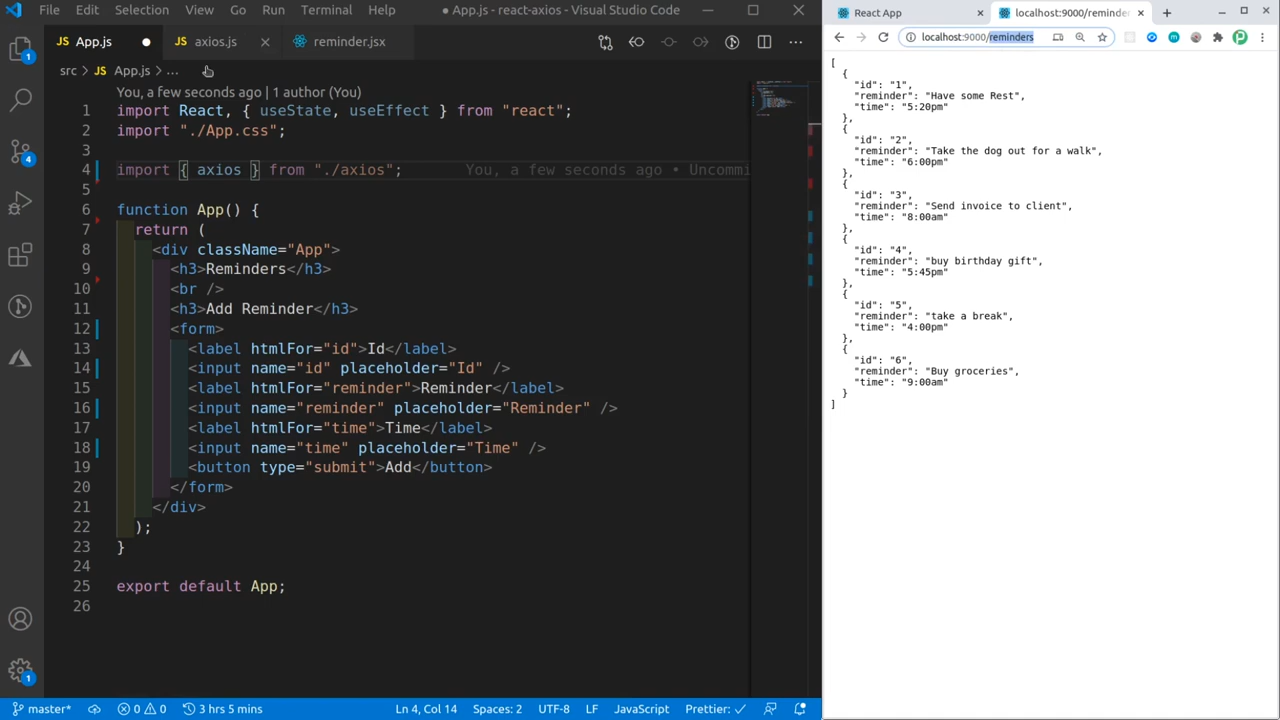 File Edit Selection View Go Run Terminal Help ● App.js - react-axios - Visual Studio Code
App.js ● axiosi.js reminder.jsx
src > App.js > ...
You, a few seconds ago | 1 author (You)
1 import React, { useState, useEffect } from "react";
2 import "./App.css";
3
4 import { axios } from "./axios"; You, a few seconds ago • Uncommi
5
6 function App() {
7 return (
8 <div className="App">
9 <h3>Reminders</h3>
10 <br />
11 <h3>Add Reminder</h3>
12 <form>
13 <label htmlFor="id">Id</label>
14 <input name="id" placeholder="Id" />
15 <label htmlFor="reminder">Reminder</label>
16 <input name="reminder" placeholder="Reminder" />
17 <label htmlFor="time">Time</label>
18 <input name="time" placeholder="Time" />
19 <button type="submit">Add</button>
20 </form>
21 </div>
22 );
23 }
24
25 export default App;
26
1
4
1
master* 0 0 3 hrs 5 mins Ln 4, Col 14 Spaces: 2 UTF-8 LF JavaScript Prettier: ✓
React App × localhost:9000/reminder ×
localhost:9000/reminders
[
{
"id": "1",
"reminder": "Have some Rest",
"time": "5:20pm"
},
{
"id": "2",
"reminder": "Take the dog out for a walk",
"time": "6:00pm"
},
{
"id": "3",
"reminder": "Send invoice to client",
"time": "8:00am"
},
{
"id": "4",
"reminder": "buy birthday gift",
"time": "5:45pm"
},
{
"id": "5",
"reminder": "take a break",
"time": "4:00pm"
},
{
"id": "6",
"reminder": "Buy groceries",
"time": "9:00am"
}
]